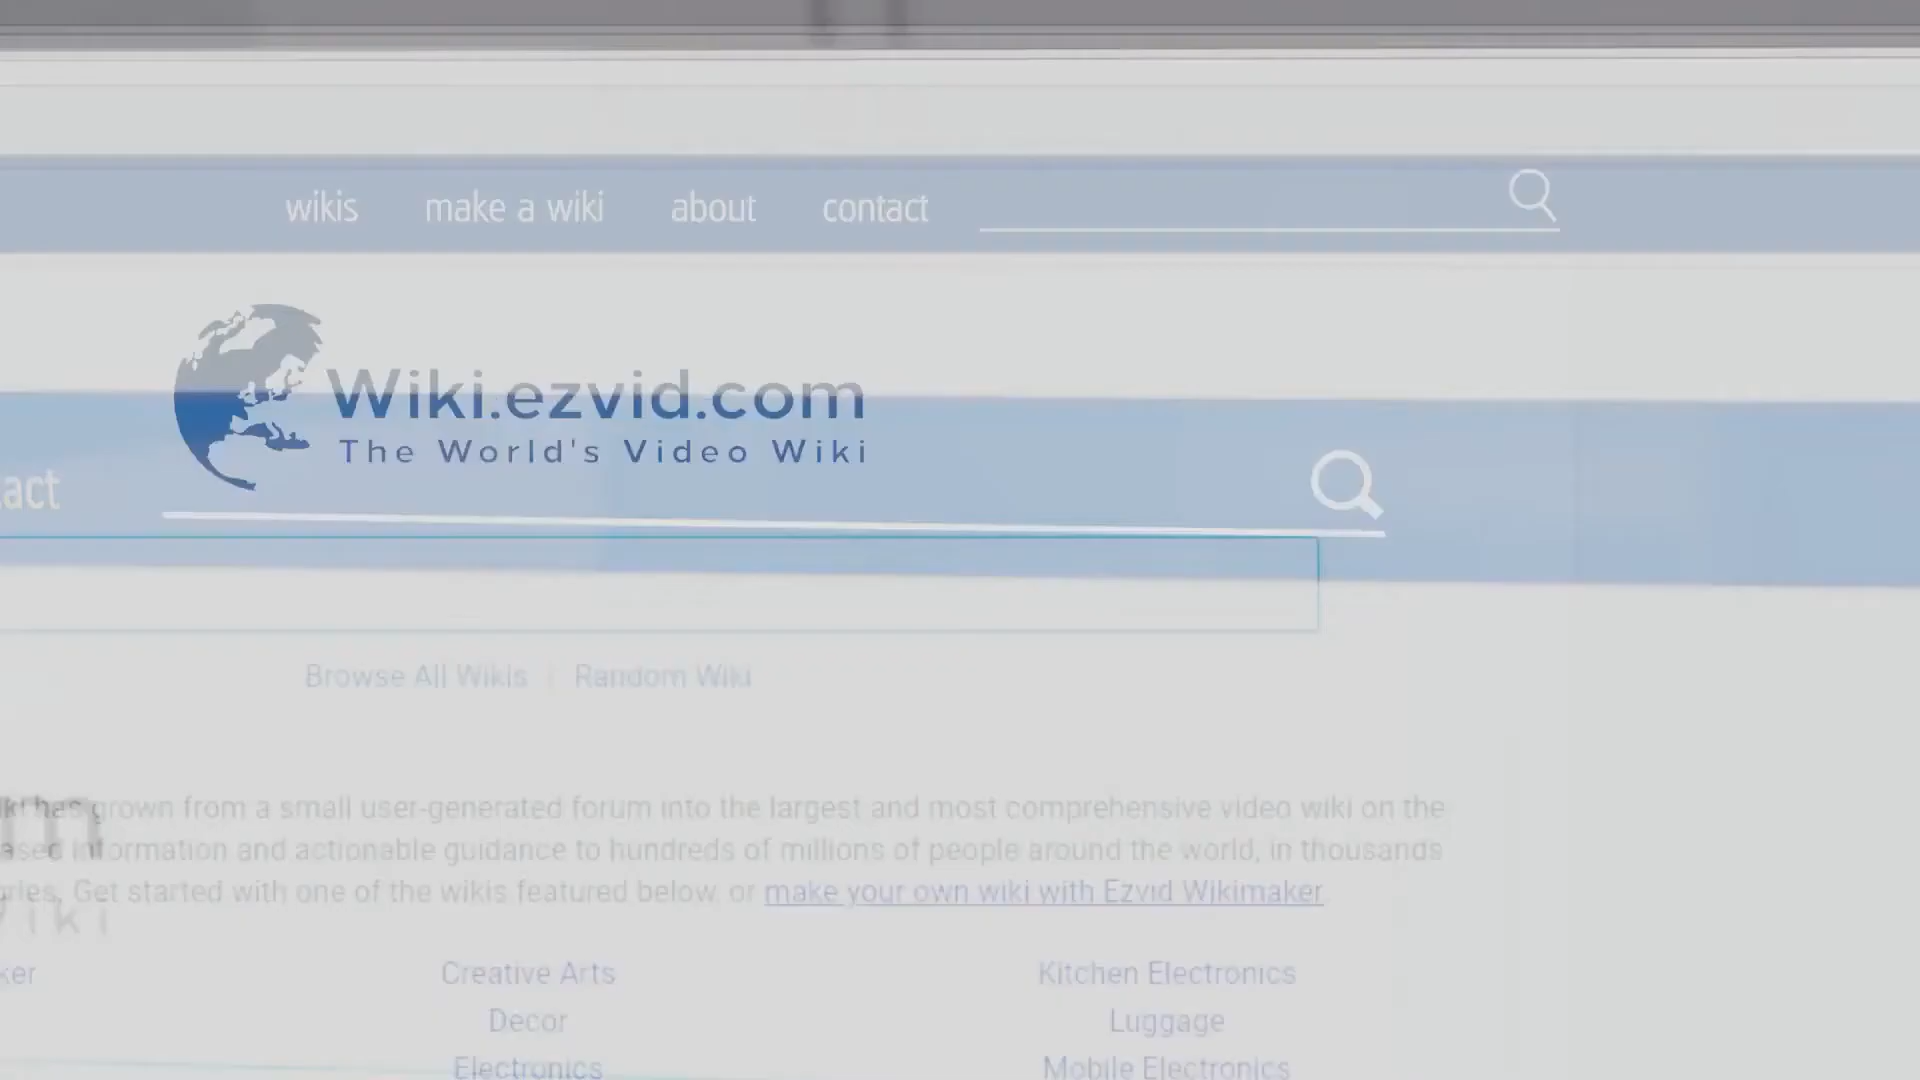 wikis make a wiki about contact
Wiki.ezvid.com
The World's Video Wiki
act
Browse All Wikis | Random Wiki
has grown from a small user-generated forum into the largest and most comprehensive video wiki on the
information and actionable guidance to hundreds of millions of people around the world, in thousands
Get started with one of the wikis featured below, or make your own wiki with Ezvid Wikimaker
m
Wiki
ker Creative Arts Kitchen Electronics
Decor Luggage
Electronics Mobile Electronics